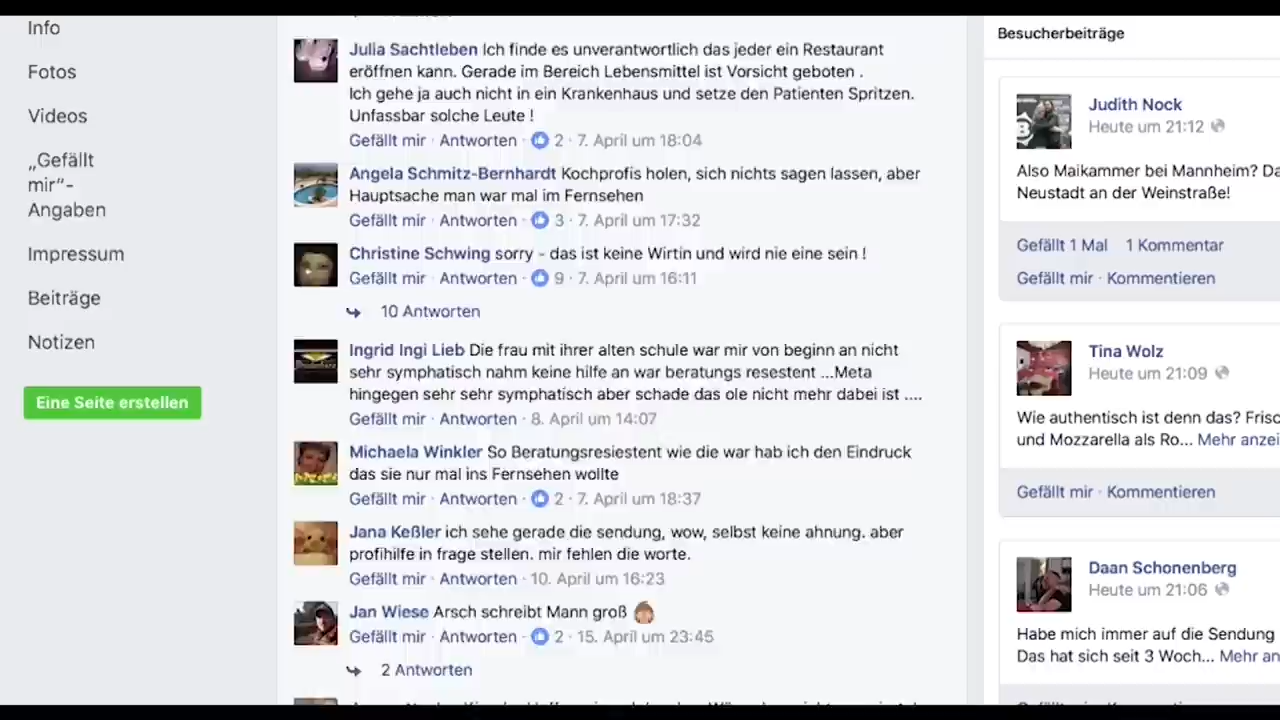 Info
Fotos
Videos
„Gefällt
mir“-
Angaben
Impressum
Beiträge
Notizen
Eine Seite erstellen
Julia Sachtleben Ich finde es unverantwortlich das jeder ein Restaurant
eröffnen kann. Gerade im Bereich Lebensmittel ist Vorsicht geboten .
Ich gehe ja auch nicht in ein Krankenhaus und setze den Patienten Spritzen.
Unfassbar solche Leute !
Gefällt mir · Antworten · 2 · 7. April um 18:04
Angela Schmitz-Bernhardt Kochprofis holen, sich nichts sagen lassen, aber
Hauptsache man war mal im Fernsehen
Gefällt mir · Antworten · 3 · 7. April um 17:32
Christine Schwing sorry - das ist keine Wirtin und wird nie eine sein !
Gefällt mir · Antworten · 9 · 7. April um 16:11
10 Antworten
Ingrid Ingi Lieb Die frau mit ihrer alten schule war mir von beginn an nicht
sehr symphatisch nahm keine hilfe an war beratungs resestent ...Meta
hingegen sehr sehr symphatisch aber schade das ole nicht mehr dabei ist ....
Gefällt mir · Antworten · 8. April um 14:07
Michaela Winkler So Beratungsresiestent wie die war hab ich den Eindruck
das sie nur mal ins Fernsehen wollte
Gefällt mir · Antworten · 2 · 7. April um 18:37
Jana Keßler ich sehe gerade die sendung, wow, selbst keine ahnung. aber
profihilfe in frage stellen. mir fehlen die worte.
Gefällt mir · Antworten · 10. April um 16:23
Jan Wiese Arsch schreibt Mann groß
Gefällt mir · Antworten · 2 · 15. April um 23:45
2 Antworten
Besucherbeiträge
Judith Nock
Heute um 21:12
Also Maikammer bei Mannheim? Da
Neustadt an der Weinstraße!
Gefällt 1 Mal 1 Kommentar
Gefällt mir · Kommentieren
Tina Wolz
Heute um 21:09
Wie authentisch ist denn das? Fris
und Mozzarella als Ro... Mehr anzei
Gefällt mir · Kommentieren
Daan Schonenberg
Heute um 21:06
Habe mich immer auf die Sendung
Das hat sich seit 3 Woch... Mehr an